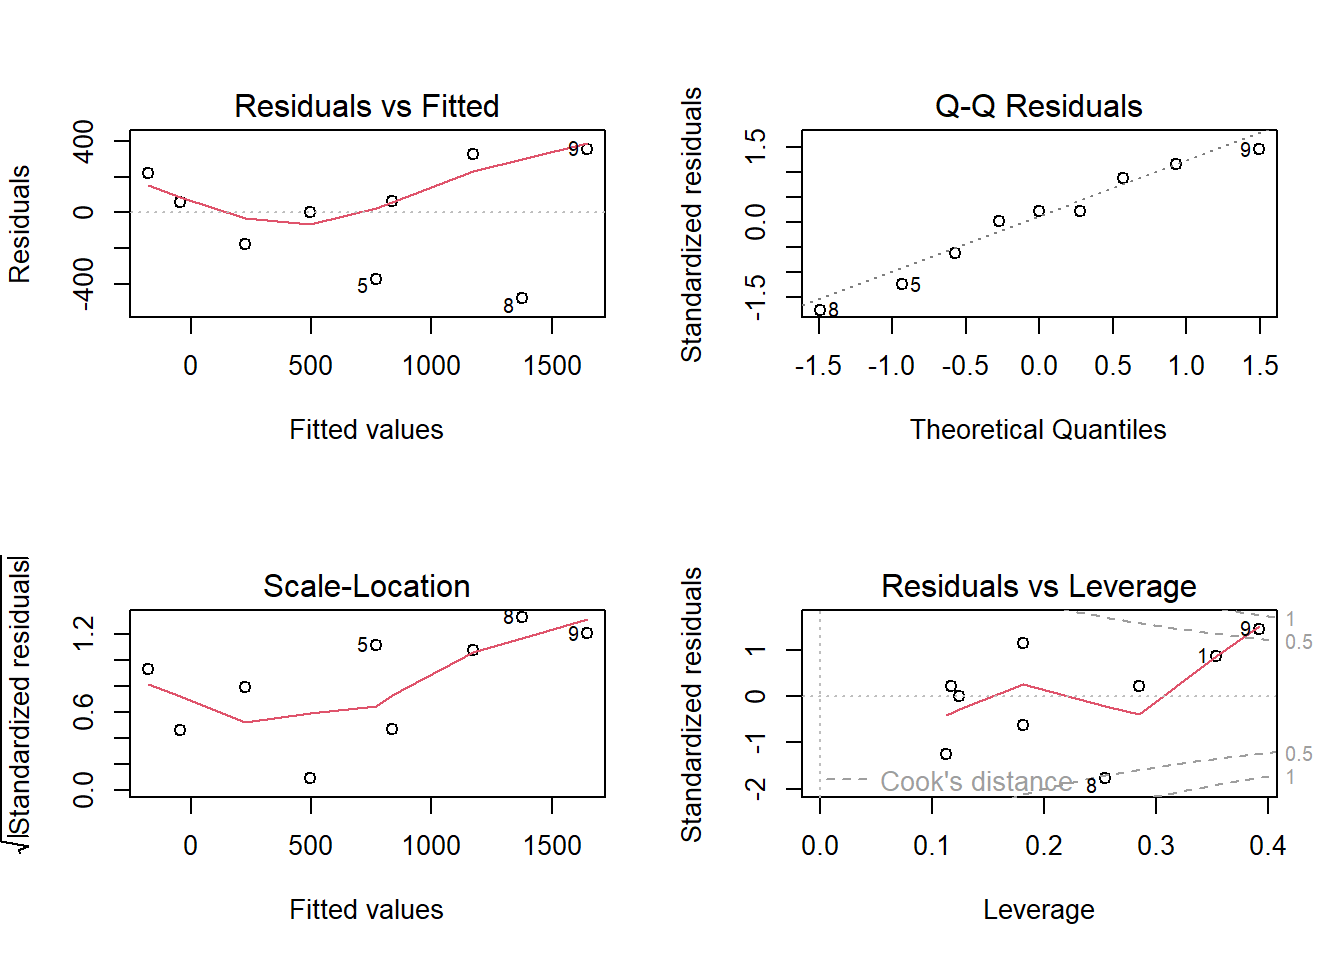 Residuals vs Fitted
Residuals
400
0
-400
9
5
8
0 500 1000 1500
Fitted values
Q-Q Residuals
Standardized residuals
1.5
0.0
-1.5
9
5
8
-1.5 -1.0 -0.5 0.0 0.5 1.0 1.5
Theoretical Quantiles
Scale-Location
√|Standardized residuals|
1.2
0.6
0.0
8
5
9
0 500 1000 1500
Fitted values
Residuals vs Leverage
Standardized residuals
1
0
-1
-2
9
1
8
1
0.5
0.5
1
Cook's distance
0.0 0.1 0.2 0.3 0.4
Leverage